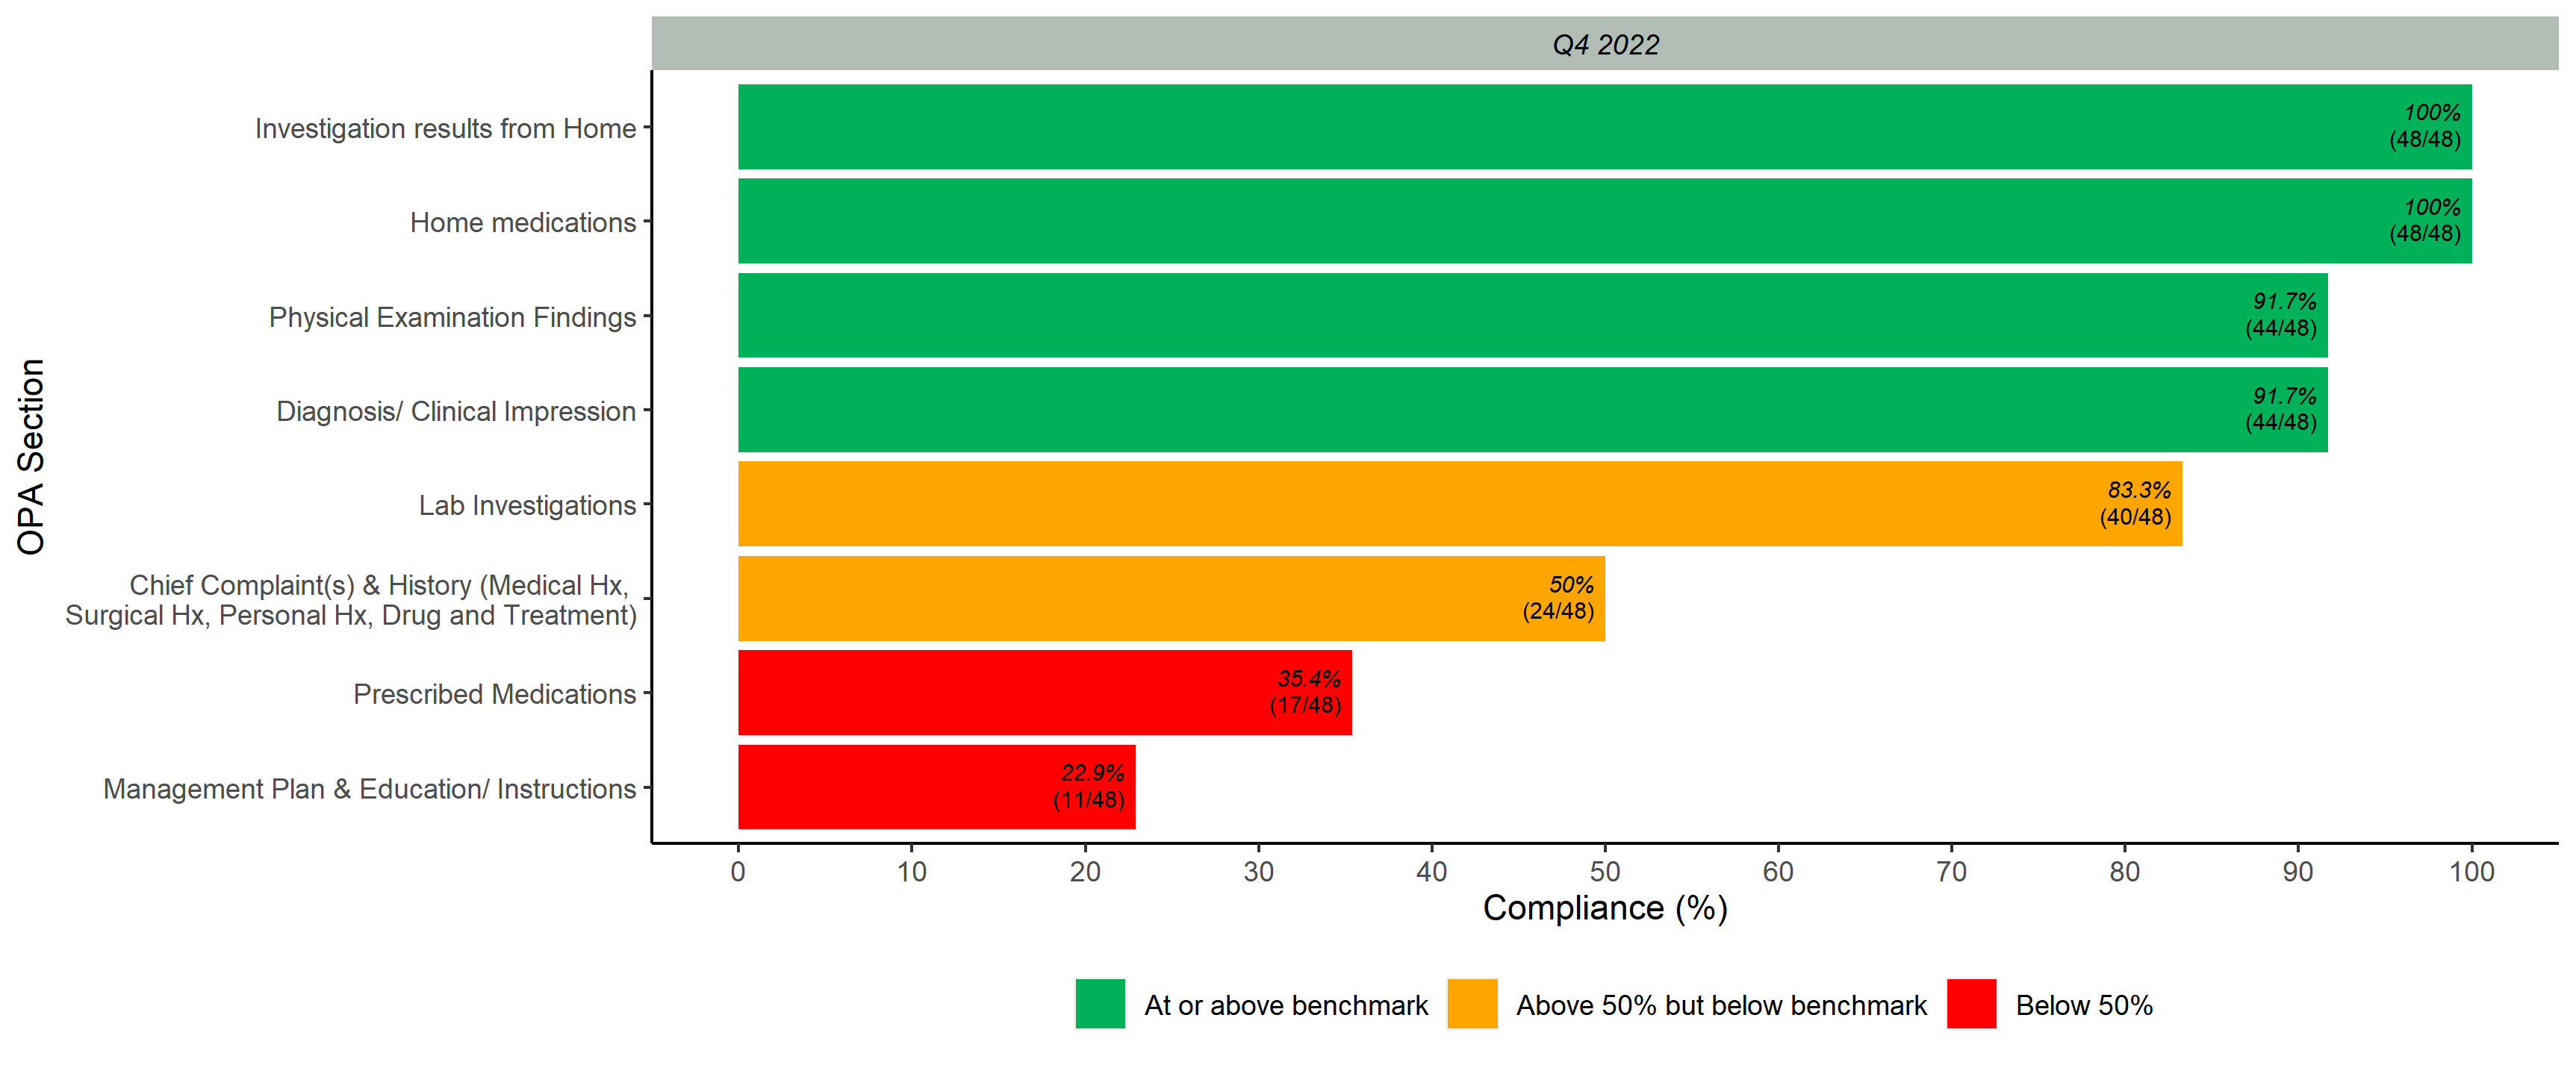 Q4 2022
OPA Section
Investigation results from Home
100%
(48/48)
Home medications
100%
(48/48)
Physical Examination Findings
91.7%
(44/48)
Diagnosis/ Clinical Impression
91.7%
(44/48)
Lab Investigations
83.3%
(40/48)
Chief Complaint(s) & History (Medical Hx,
Surgical Hx, Personal Hx, Drug and Treatment)
50%
(24/48)
Prescribed Medications
35.4%
(17/48)
Management Plan & Education/ Instructions
22.9%
(11/48)
0 10 20 30 40 50 60 70 80 90 100
Compliance (%)
At or above benchmark Above 50% but below benchmark Below 50%